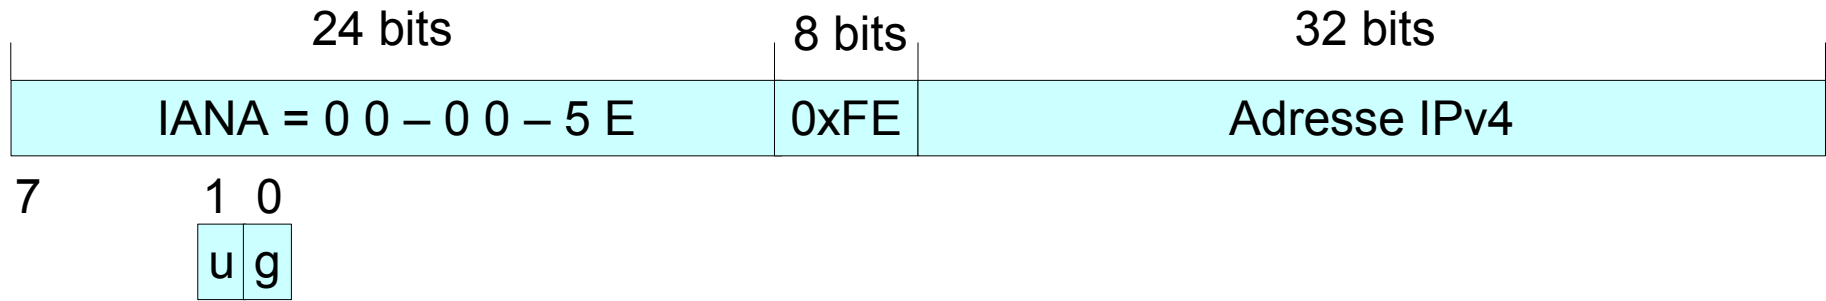 24 bits 8 bits 32 bits
IANA = 0 0 – 0 0 – 5 E 0xFE Adresse IPv4
7 1 0
u g